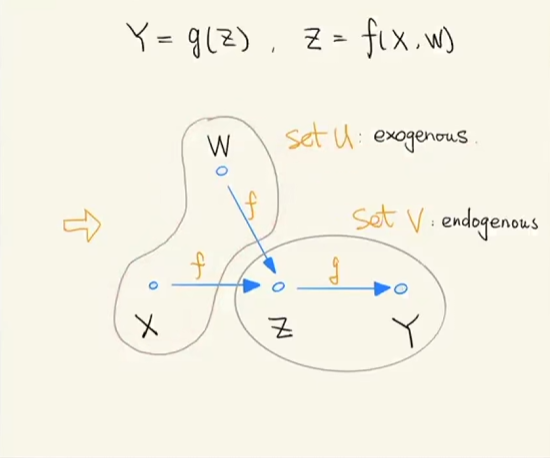 Y = g(Z) , Z = f(X, W)
W
set U: exogenous.
f
set V: endogenous
f
g
X
Z
Y